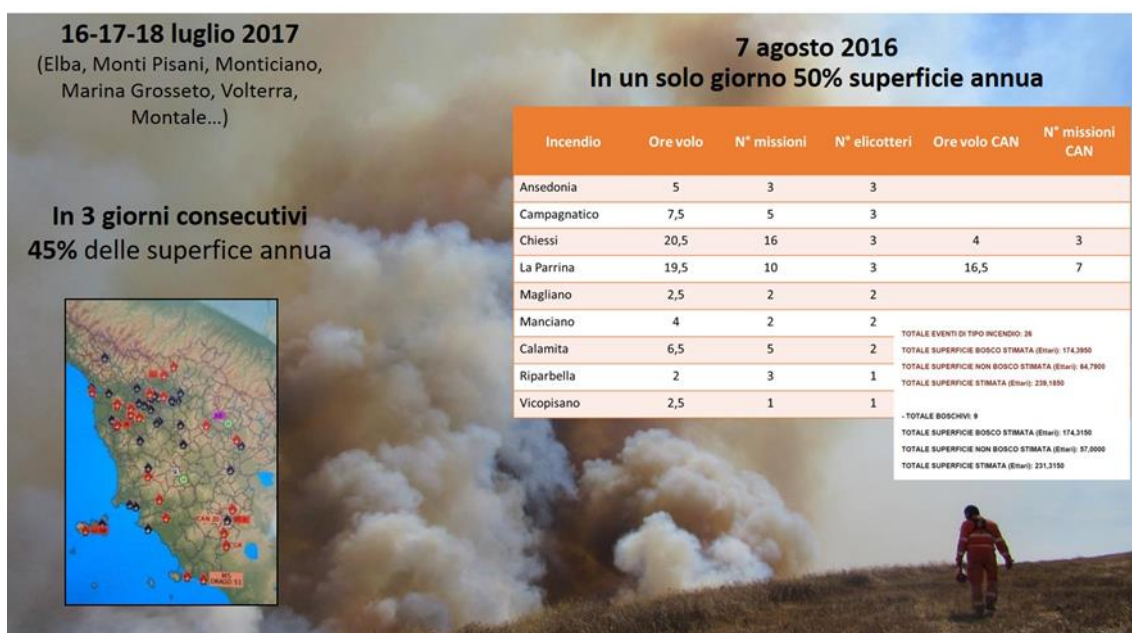 16-17-18 luglio 2017
(Elba, Monti Pisani, Monticiano,
Marina Grosseto, Volterra,
Montale...)
In 3 giorni consecutivi
45% delle superfice annua
CAN 20
M5
DRAGO 51
7 agosto 2016
In un solo giorno 50% superficie annua
Incendio Ore volo N° missioni N° elicotteri Ore volo CAN N° missioni CAN
Ansedonia 5 3 3
Campagnatico 7,5 5 3
Chiessi 20,5 16 3 4 3
La Parrina 19,5 10 3 16,5 7
Magliano 2,5 2 2
Manciano 4 2 2
Calamita 6,5 5 2
Riparbella 2 3 1
Vicopisano 2,5 1 1
TOTALE EVENTI DI TIPO INCENDIO: 26
TOTALE SUPERFICIE BOSCO STIMATA (Ettari): 174,3950
TOTALE SUPERFICIE NON BOSCO STIMATA (Ettari): 64,7900
TOTALE SUPERFICIE STIMATA (Ettari): 239,1850
- TOTALE BOSCHIVI: 9
TOTALE SUPERFICIE BOSCO STIMATA (Ettari): 174,3150
TOTALE SUPERFICIE NON BOSCO STIMATA (Ettari): 57,0000
TOTALE SUPERFICIE STIMATA (Ettari): 231,3150